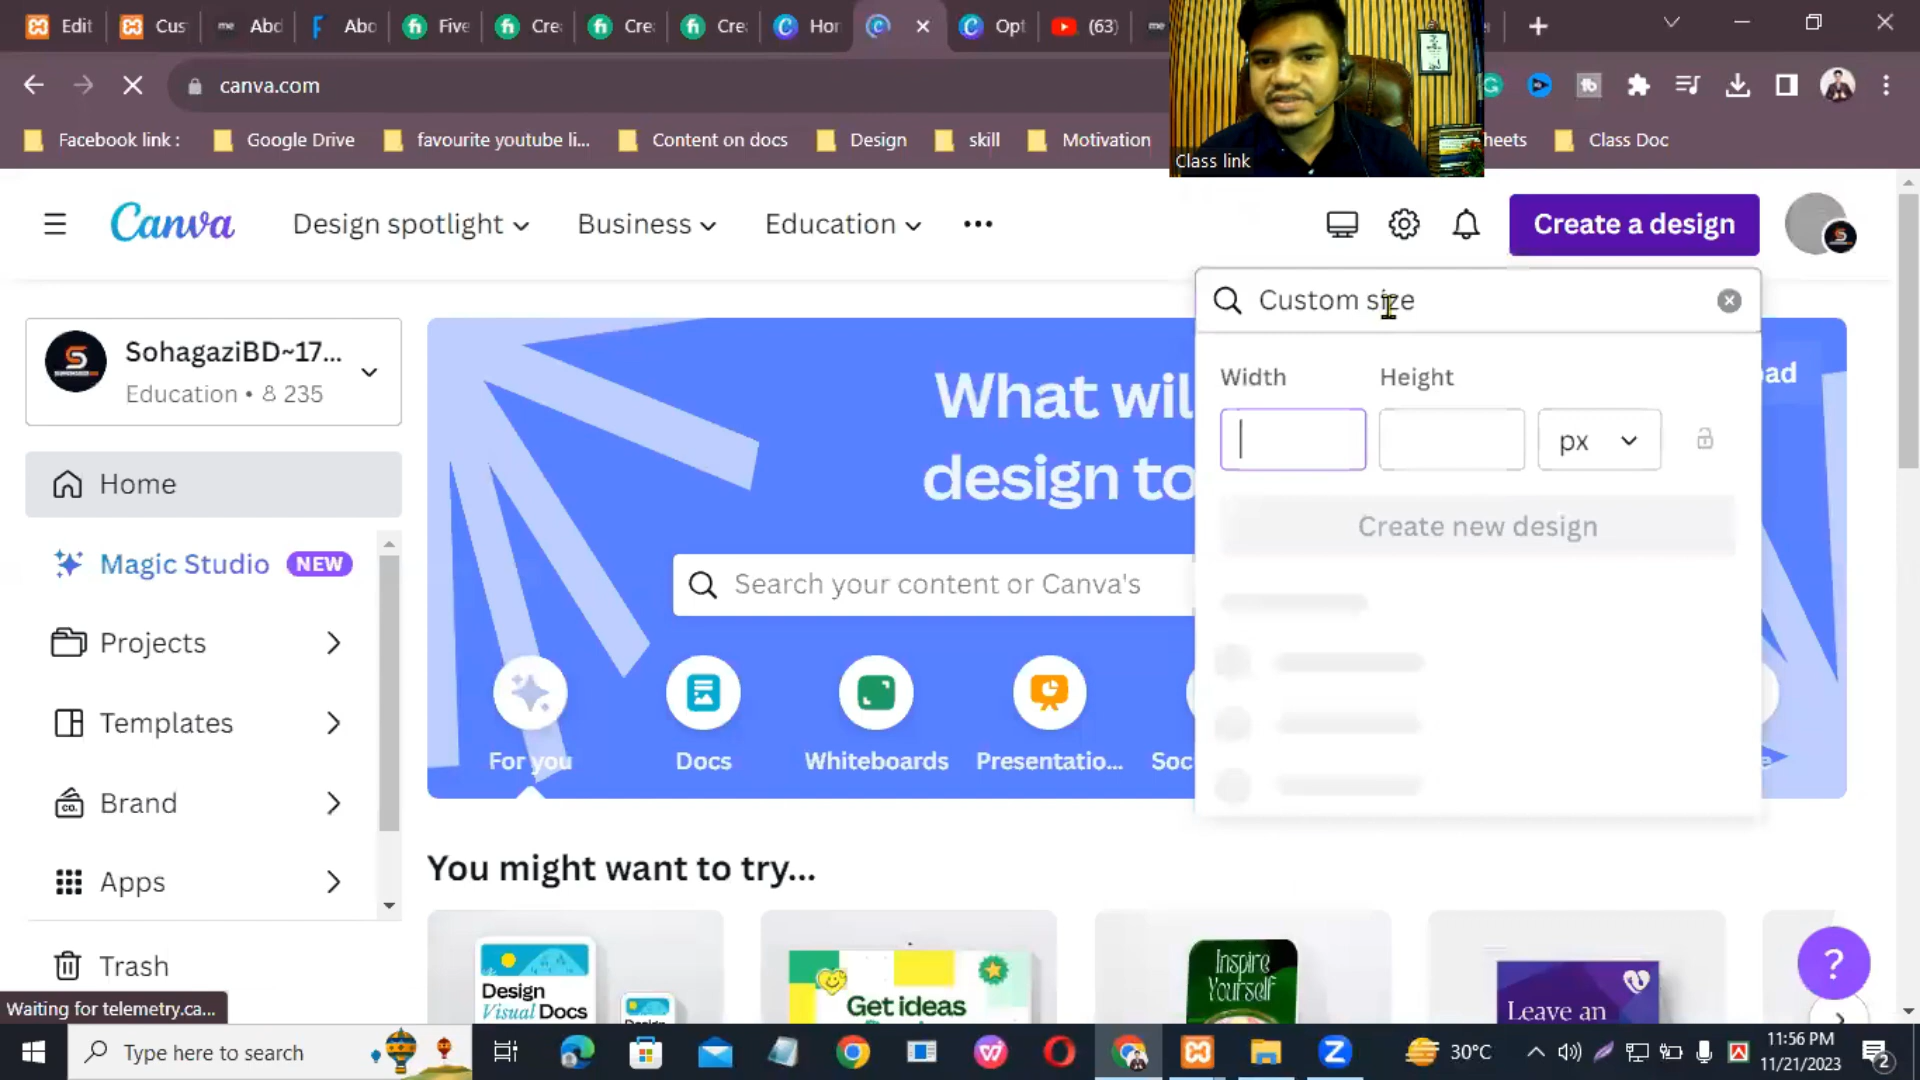 Edit
Cus
me Abd
Abo
Five
Cre
Cre
Cre
Hor
Opt
(63)
me
canva.com
Facebook link :
Google Drive
favourite youtube li...
Content on docs
Design
skill
Motivation
heets
Class Doc
Class link
Canva
Design spotlight
Business
Education
Create a design
Custom size
SohagaziBD~17...
Education • 235
What wil
design to
oad
Width
Height
px
Create new design
Home
Magic Studio NEW
Search your content or Canva's
Projects
Templates
Brand
Apps
Trash
For you
Docs
Whiteboards
Presentatio...
Soc
You might want to try...
Design
Visual Docs
Get ideas
Inspire
Yourself
Leave an
?
Waiting for telemetry.ca...
Type here to search
30°C
11:56 PM
11/21/2023
2